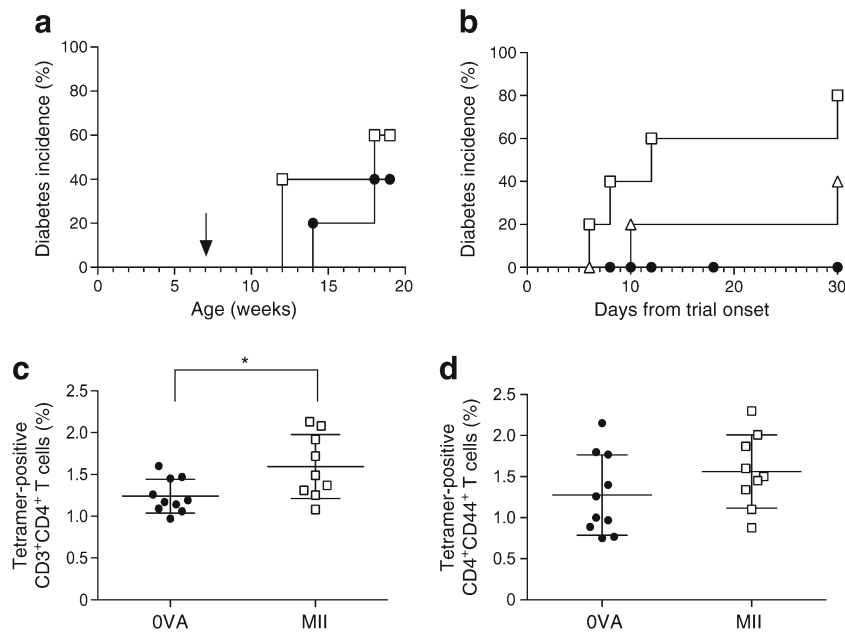 a
100
80
60
40
20
0
Diabetes incidence (%)
0 5 10 15 20
Age (weeks)
b
100
80
60
40
20
0
Diabetes incidence (%)
0 10 20 30
Days from trial onset
c
*
2.5
2.0
1.5
1.0
0.5
0
Tetramer-positive
CD3⁺CD4⁺ T cells (%)
0VA MII
d
2.5
2.0
1.5
1.0
0.5
0
Tetramer-positive
CD4⁺CD44⁺ T cells (%)
0VA MII